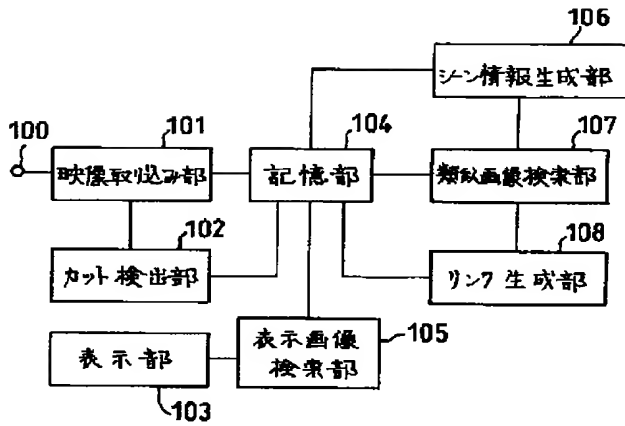 106
シーン情報生成部
100
101
104
107
映像取り込み部
記憶部
類似画像検索部
102
108
カット検出部
リンク生成部
表示部
表示画像
検索部
105
103